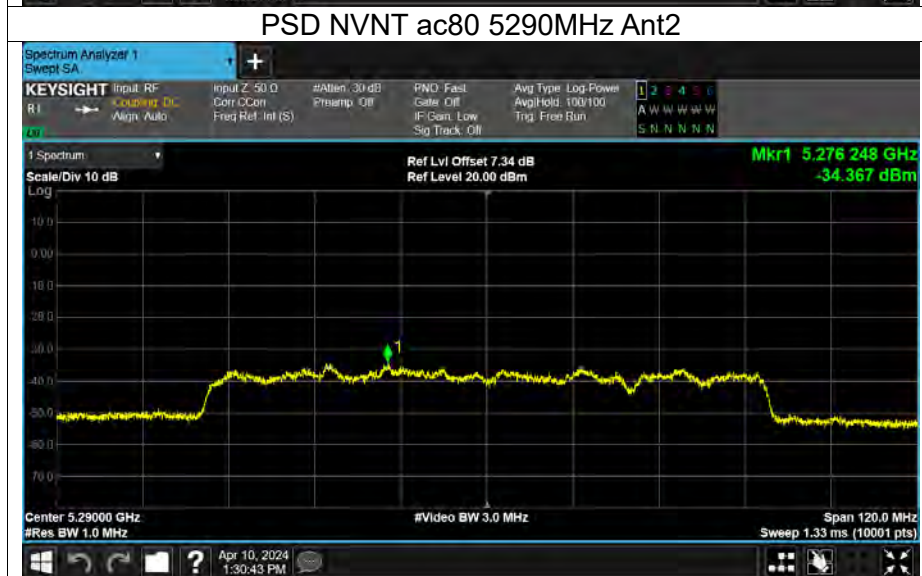 PSD NVNT ac80 5290MHz Ant2
Spectrum Analyzer 1
Swept SA
+
KEYSIGHT Input: RF
Coupling: DC
Align: Auto
Input Z: 50 Ω
Corr CCorr
Freq Ref: Int (S)
#Atten: 30 dB
Preamp: Off
PNO: Fast
Gate: Off
IF Gain: Low
Sig Track: Off
Avg Type: Log-Power
Avg|Hold: 100/100
Trig: Free Run
1 2 3 4 5 6
A W W W W W
S N N N N N
1 Spectrum
Scale/Div 10 dB
Log
Ref Lvl Offset 7.34 dB
Ref Level 20.00 dBm
Mkr1 5.276 248 GHz
-34.367 dBm
10.0
0.00
-10.0
-20.0
-30.0
1
-40.0
-50.0
-60.0
-70.0
Center 5.29000 GHz
#Res BW 1.0 MHz
#Video BW 3.0 MHz
Span 120.0 MHz
Sweep 1.33 ms (10001 pts)
?
Apr 10, 2024
1:30:43 PM